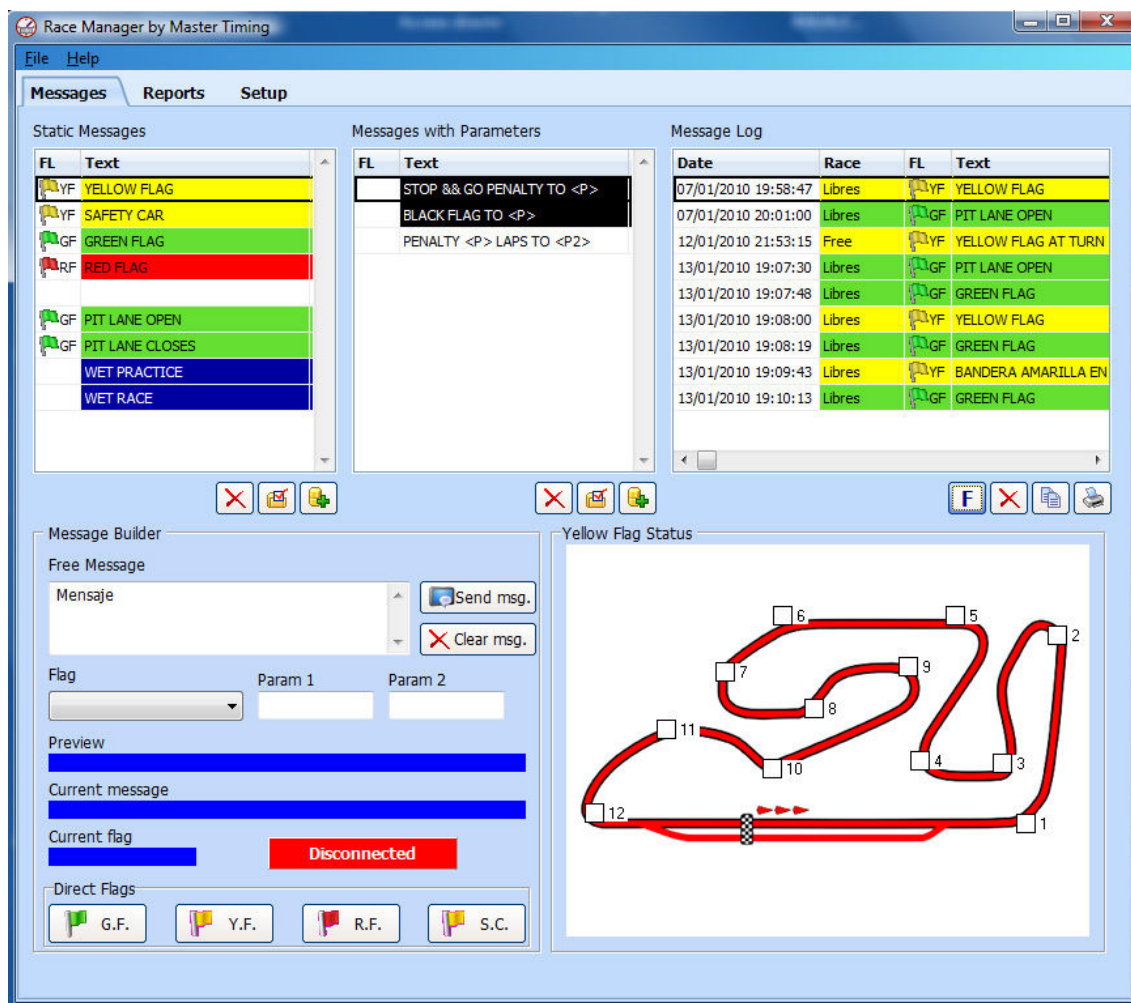 Race Manager by Master Timing
File Help
Messages Reports Setup
Static Messages
FL Text
YF YELLOW FLAG
YF SAFETY CAR
GF GREEN FLAG
RF RED FLAG
GF PIT LANE OPEN
GF PIT LANE CLOSES
WET PRACTICE
WET RACE
Messages with Parameters
FL Text
STOP && GO PENALTY TO <P>
BLACK FLAG TO <P>
PENALTY <P> LAPS TO <P2>
Message Log
Date Race FL Text
07/01/2010 19:58:47 Libres YF YELLOW FLAG
07/01/2010 20:01:00 Libres GF PIT LANE OPEN
12/01/2010 21:53:15 Free YF YELLOW FLAG AT TURN
13/01/2010 19:07:30 Libres GF PIT LANE OPEN
13/01/2010 19:07:48 Libres GF GREEN FLAG
13/01/2010 19:08:00 Libres YF YELLOW FLAG
13/01/2010 19:08:19 Libres GF GREEN FLAG
13/01/2010 19:09:43 Libres YF BANDERA AMARILLA EN
13/01/2010 19:10:13 Libres GF GREEN FLAG
F
Message Builder
Free Message
Mensaje
Send msg.
Clear msg.
Flag Param 1 Param 2
Preview
Current message
Current flag
Disconnected
Direct Flags
G.F. Y.F. R.F. S.C.
Yellow Flag Status
6 5
2
7 9
8
11
4 3
10
12
1